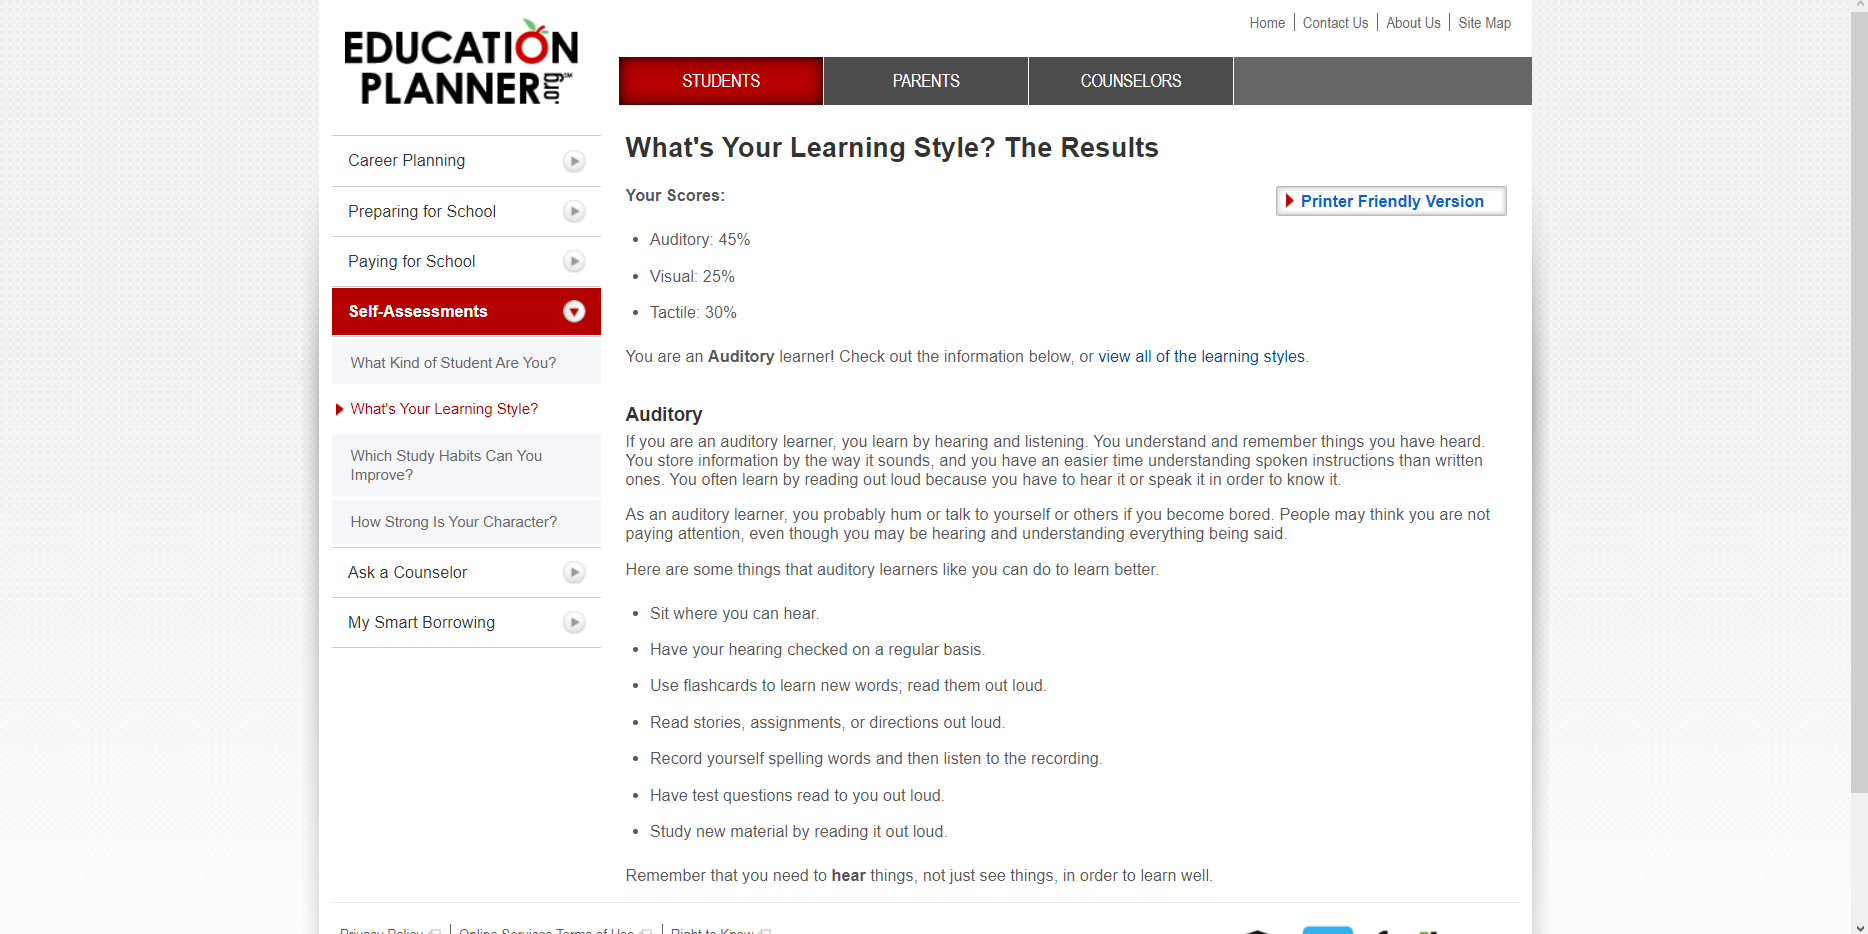 EDUCATION
PLANNER.org
Home
Contact Us
About Us
Site Map
STUDENTS
PARENTS
COUNSELORS
Career Planning
Preparing for School
Paying for School
Self-Assessments
What Kind of Student Are You?
What's Your Learning Style?
Which Study Habits Can You
Improve?
How Strong Is Your Character?
Ask a Counselor
My Smart Borrowing
What's Your Learning Style? The Results
Your Scores:
Printer Friendly Version
Auditory: 45%
Visual: 25%
Tactile: 30%
You are an Auditory learner! Check out the information below, or view all of the learning styles.
Auditory
If you are an auditory learner, you learn by hearing and listening. You understand and remember things you have heard.
You store information by the way it sounds, and you have an easier time understanding spoken instructions than written
ones. You often learn by reading out loud because you have to hear it or speak it in order to know it.
As an auditory learner, you probably hum or talk to yourself or others if you become bored. People may think you are not
paying attention, even though you may be hearing and understanding everything being said.
Here are some things that auditory learners like you can do to learn better.
Sit where you can hear.
Have your hearing checked on a regular basis.
Use flashcards to learn new words; read them out loud.
Read stories, assignments, or directions out loud.
Record yourself spelling words and then listen to the recording.
Have test questions read to you out loud.
Study new material by reading it out loud.
Remember that you need to hear things, not just see things, in order to learn well.
Privacy Policy
Online Services Terms of Use
Right to Know